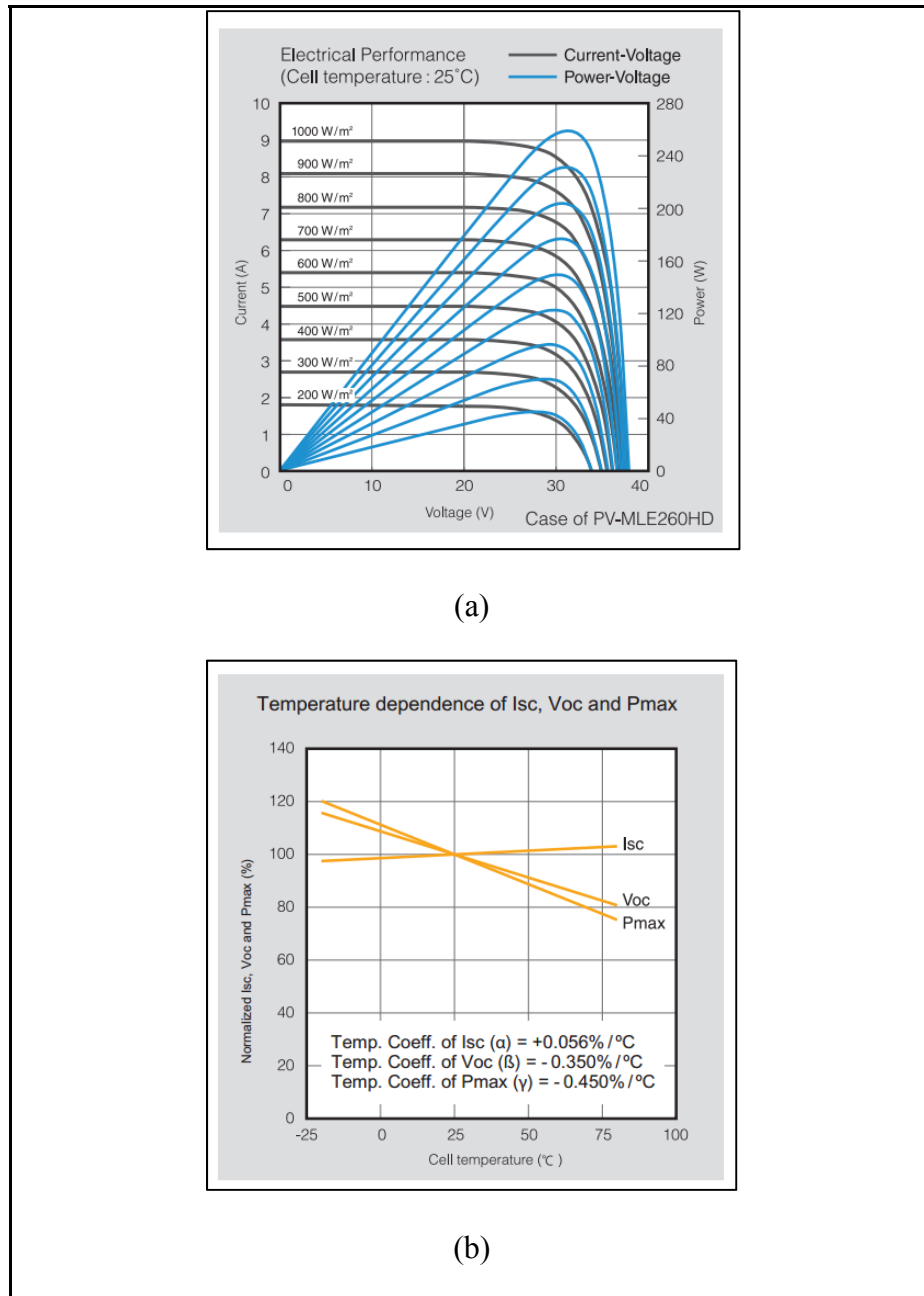 Electrical Performance
(Cell temperature : 25˚C)
Current-Voltage
Power-Voltage
10
9
8
7
6
5
4
3
2
1
0
280
240
200
160
120
80
40
0
1000 W/m²
900 W/m²
800 W/m²
700 W/m²
600 W/m²
500 W/m²
400 W/m²
300 W/m²
200 W/m²
Current (A)
Power (W)
0 10 20 30 40
Voltage (V)
Case of PV-MLE260HD
(a)
Temperature dependence of Isc, Voc and Pmax
140
120
100
80
60
40
20
0
Normalized Isc, Voc and Pmax (%)
Isc
Voc
Pmax
Temp. Coeff. of Isc (α) = +0.056% / ºC
Temp. Coeff. of Voc (ß) = - 0.350% / ºC
Temp. Coeff. of Pmax (γ) = - 0.450% / ºC
-25 0 25 50 75 100
Cell temperature (℃ )
(b)